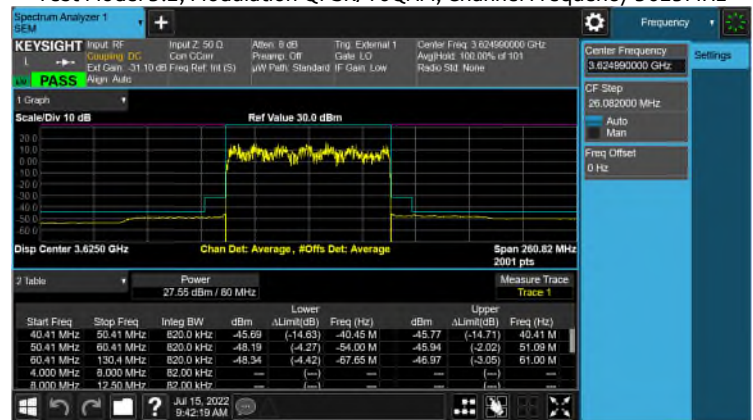 Spectrum Analyzer 1
SEM
Frequency
KEYSIGHT
L
PASS
Input: RF
Coupling: DC
Ext Gain: -31.10 dB
Align: Auto
Input Z: 50 Ω
Corr CCorr
Freq Ref: Int (S)
Atten: 0 dB
Preamp: Off
µW Path: Standard
Trig: External 1
Gate: LO
IF Gain: Low
Center Freq: 3.624990000 GHz
Avg|Hold: 100.00% of 101
Radio Std: None
Center Frequency
3.624990000 GHz
Settings
CF Step
26.082000 MHz
Auto
Man
Freq Offset
0 Hz
1 Graph
Scale/Div 10 dB
Ref Value 30.0 dBm
20.0
10.0
0.00
-10.0
-20.0
-30.0
-40.0
-50.0
-60.0
Disp Center 3.6250 GHz
Chan Det: Average, #Offs Det: Average
Span 260.82 MHz
2001 pts
2 Table
Power
27.55 dBm / 60 MHz
Measure Trace
Trace 1
Lower Upper
Start Freq Stop Freq Integ BW dBm ΔLimit(dB) Freq (Hz) dBm ΔLimit(dB) Freq (Hz)
40.41 MHz 50.41 MHz 820.0 kHz -45.69 (-14.63) -40.45 M -45.77 (-14.71) 40.41 M
50.41 MHz 60.41 MHz 820.0 kHz -48.19 (-4.27) -54.00 M -45.94 (-2.02) 51.09 M
60.41 MHz 130.4 MHz 820.0 kHz -48.34 (-4.42) -67.65 M -46.97 (-3.05) 61.00 M
4.000 MHz 8.000 MHz 82.00 kHz --- (---) --- (---)
8.000 MHz 12.50 MHz 82.00 kHz --- (---) --- (---)
Jul 15, 2022
9:42:19 AM